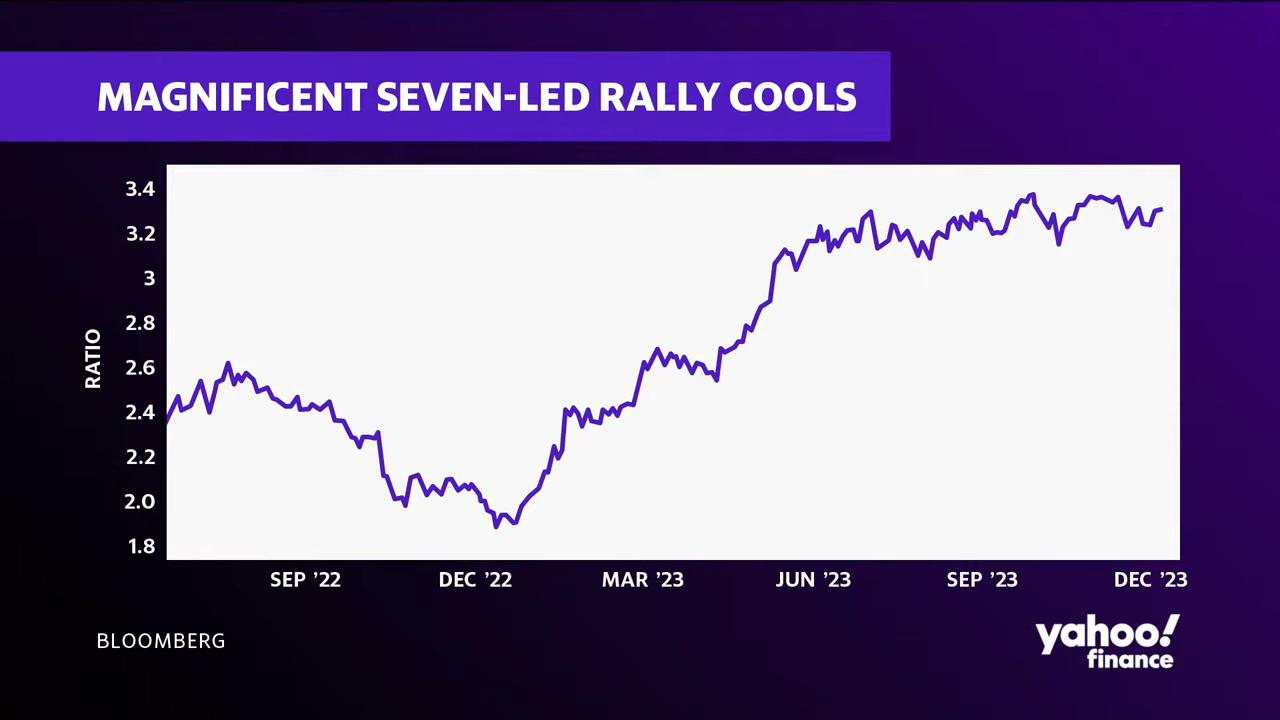 MAGNIFICENT SEVEN-LED RALLY COOLS
RATIO
3.4
3.2
3
2.8
2.6
2.4
2.2
2.0
1.8
SEP ’22 DEC ’22 MAR ’23 JUN ’23 SEP ’23 DEC ’23
BLOOMBERG
yahoo!
finance